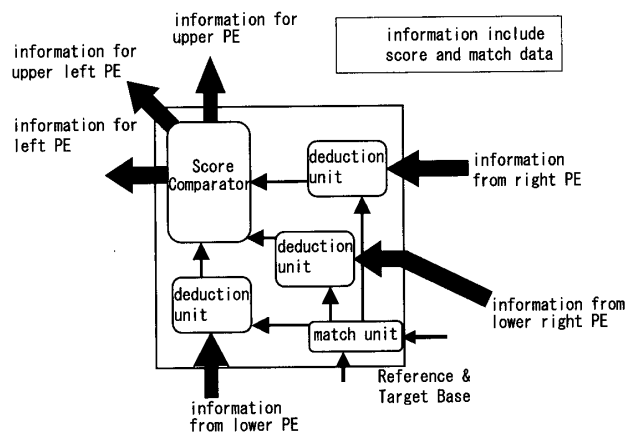 information for
upper PE
information include
score and match data
information for
upper left PE
information for
left PE
Score
Comparator
deduction
unit
information
from right PE
deduction
unit
deduction
unit
information from
lower right PE
match unit
Reference &
Target Base
information
from lower PE